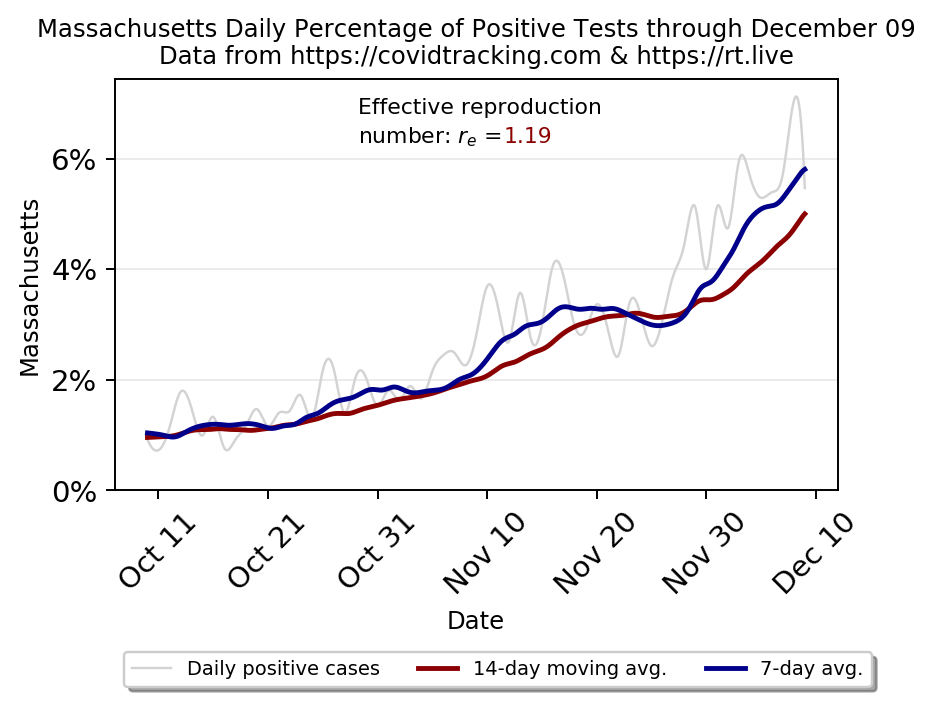 Massachusetts Daily Percentage of Positive Tests through December 09
Data from https://covidtracking.com & https://rt.live
Effective reproduction
number: re =1.19
6%
4%
2%
0%
Massachusetts
Oct 11
Oct 21
Oct 31
Nov 10
Nov 20
Nov 30
Dec 10
Date
Daily positive cases
14-day moving avg.
7-day avg.